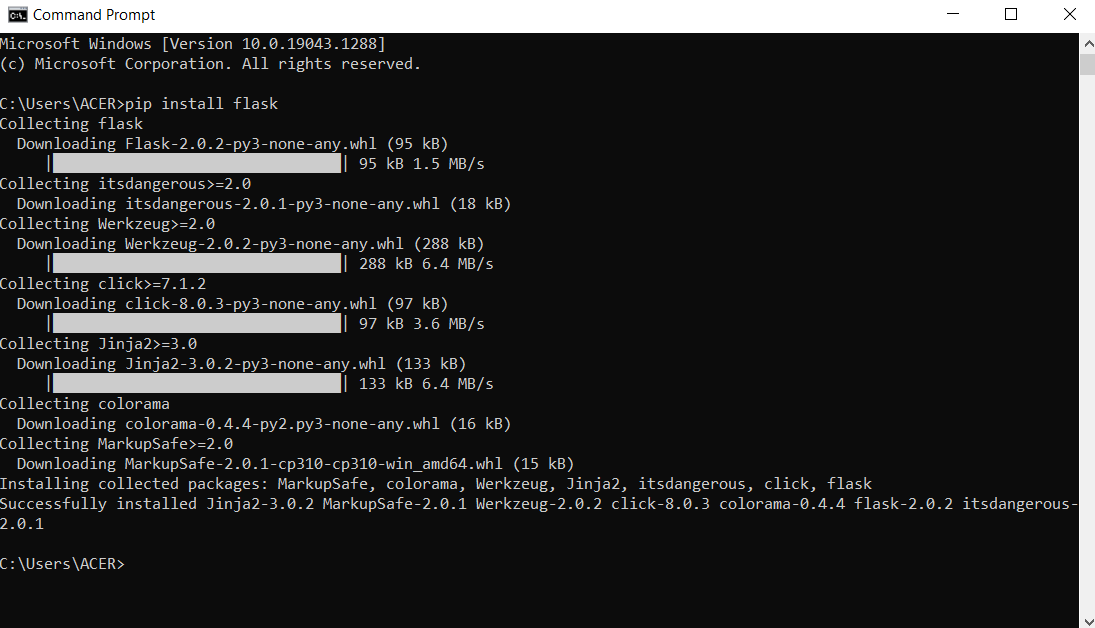 Command Prompt
Microsoft Windows [Version 10.0.19043.1288]
(c) Microsoft Corporation. All rights reserved.
C:\Users\ACER>pip install flask
Collecting flask
  Downloading Flask-2.0.2-py3-none-any.whl (95 kB)
     |████████████████████████████████| 95 kB 1.5 MB/s
Collecting itsdangerous>=2.0
  Downloading itsdangerous-2.0.1-py3-none-any.whl (18 kB)
Collecting Werkzeug>=2.0
  Downloading Werkzeug-2.0.2-py3-none-any.whl (288 kB)
     |████████████████████████████████| 288 kB 6.4 MB/s
Collecting click>=7.1.2
  Downloading click-8.0.3-py3-none-any.whl (97 kB)
     |████████████████████████████████| 97 kB 3.6 MB/s
Collecting Jinja2>=3.0
  Downloading Jinja2-3.0.2-py3-none-any.whl (133 kB)
     |████████████████████████████████| 133 kB 6.4 MB/s
Collecting colorama
  Downloading colorama-0.4.4-py2.py3-none-any.whl (16 kB)
Collecting MarkupSafe>=2.0
  Downloading MarkupSafe-2.0.1-cp310-cp310-win_amd64.whl (15 kB)
Installing collected packages: MarkupSafe, colorama, Werkzeug, Jinja2, itsdangerous, click, flask
Successfully installed Jinja2-3.0.2 MarkupSafe-2.0.1 Werkzeug-2.0.2 click-8.0.3 colorama-0.4.4 flask-2.0.2 itsdangerous-
2.0.1
C:\Users\ACER>